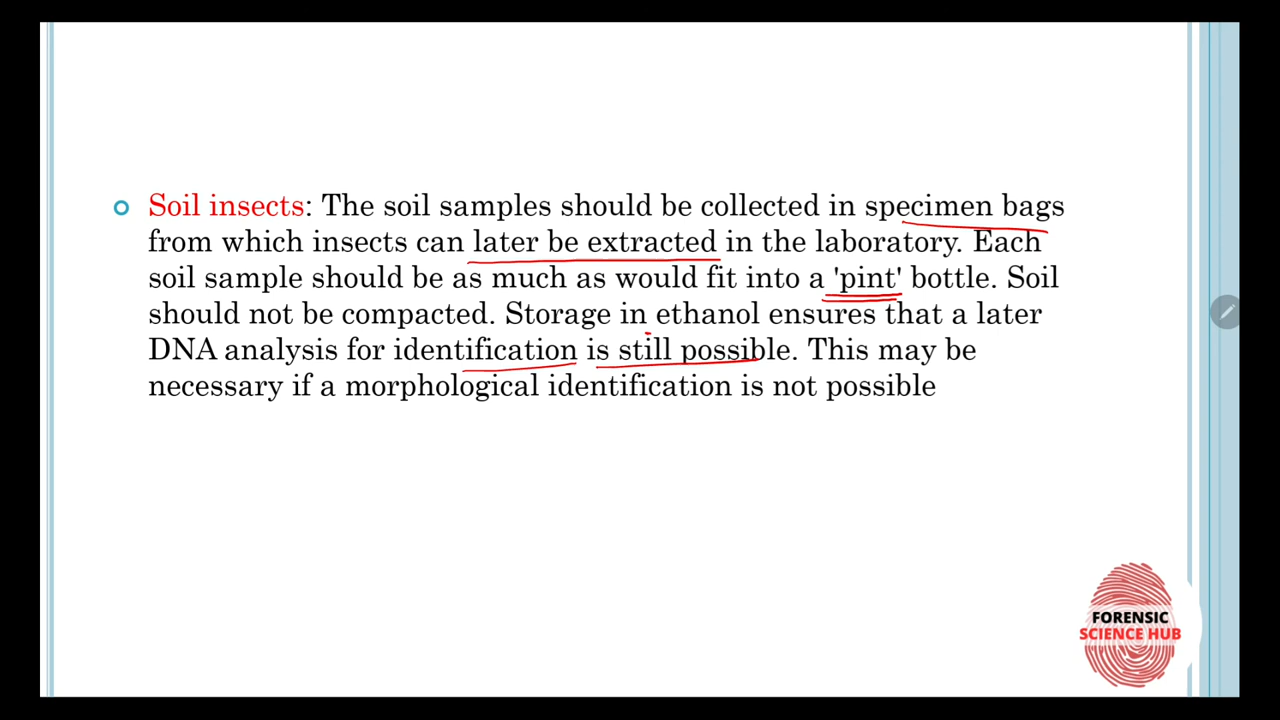 Soil insects: The soil samples should be collected in specimen bags
from which insects can later be extracted in the laboratory. Each
soil sample should be as much as would fit into a 'pint' bottle. Soil
should not be compacted. Storage in ethanol ensures that a later
DNA analysis for identification is still possible. This may be
necessary if a morphological identification is not possible
FORENSIC
SCIENCE HUB